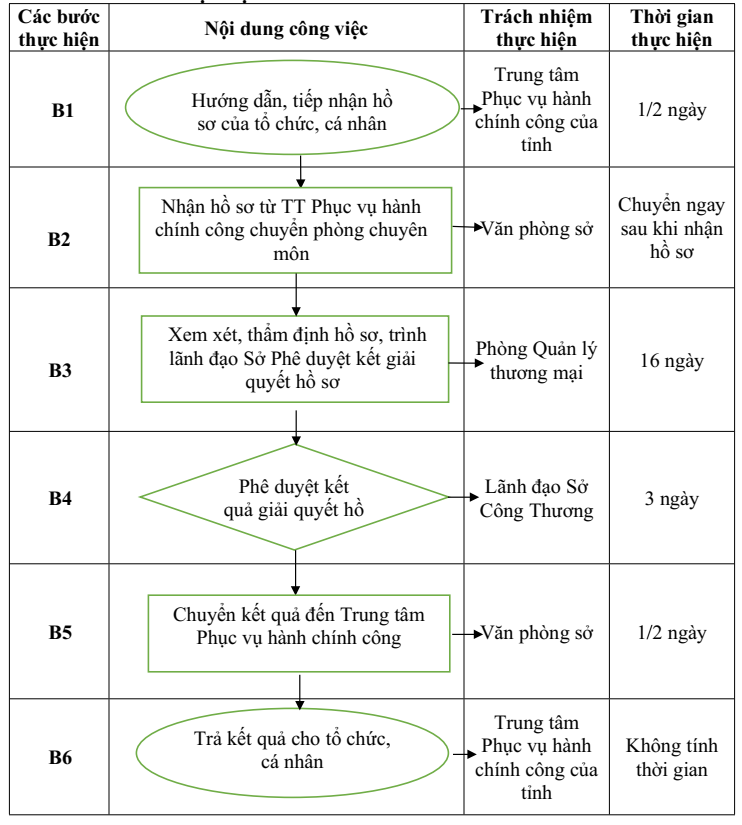 Các bước
thực hiện
Nội dung công việc
Trách nhiệm
thực hiện
Thời gian
thực hiện
B1
Hướng dẫn, tiếp nhận hồ
sơ của tổ chức, cá nhân
Trung tâm
Phục vụ hành
chính công của
tỉnh
1/2 ngày
B2
Nhận hồ sơ từ TT Phục vụ hành
chính công chuyển phòng chuyên
môn
Văn phòng sở
Chuyển ngay
sau khi nhận
hồ sơ
B3
Xem xét, thẩm định hồ sơ, trình
lãnh đạo Sở Phê duyệt kết giải
quyết hồ sơ
Phòng Quản lý
thương mại
16 ngày
B4
Phê duyệt kết
quả giải quyết hồ
Lãnh đạo Sở
Công Thương
3 ngày
B5
Chuyển kết quả đến Trung tâm
Phục vụ hành chính công
Văn phòng sở
1/2 ngày
B6
Trả kết quả cho tổ chức,
cá nhân
Trung tâm
Phục vụ hành
chính công của
tỉnh
Không tính
thời gian